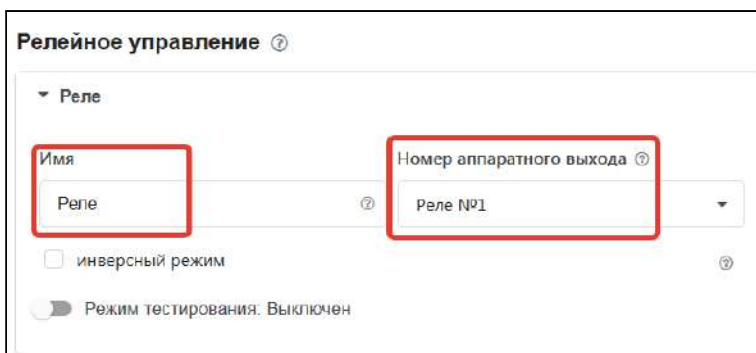 Релейное управление
Реле
Имя
Номер аппаратного выхода
Реле
Реле №1
инверсный режим
Режим тестирования: Выключен